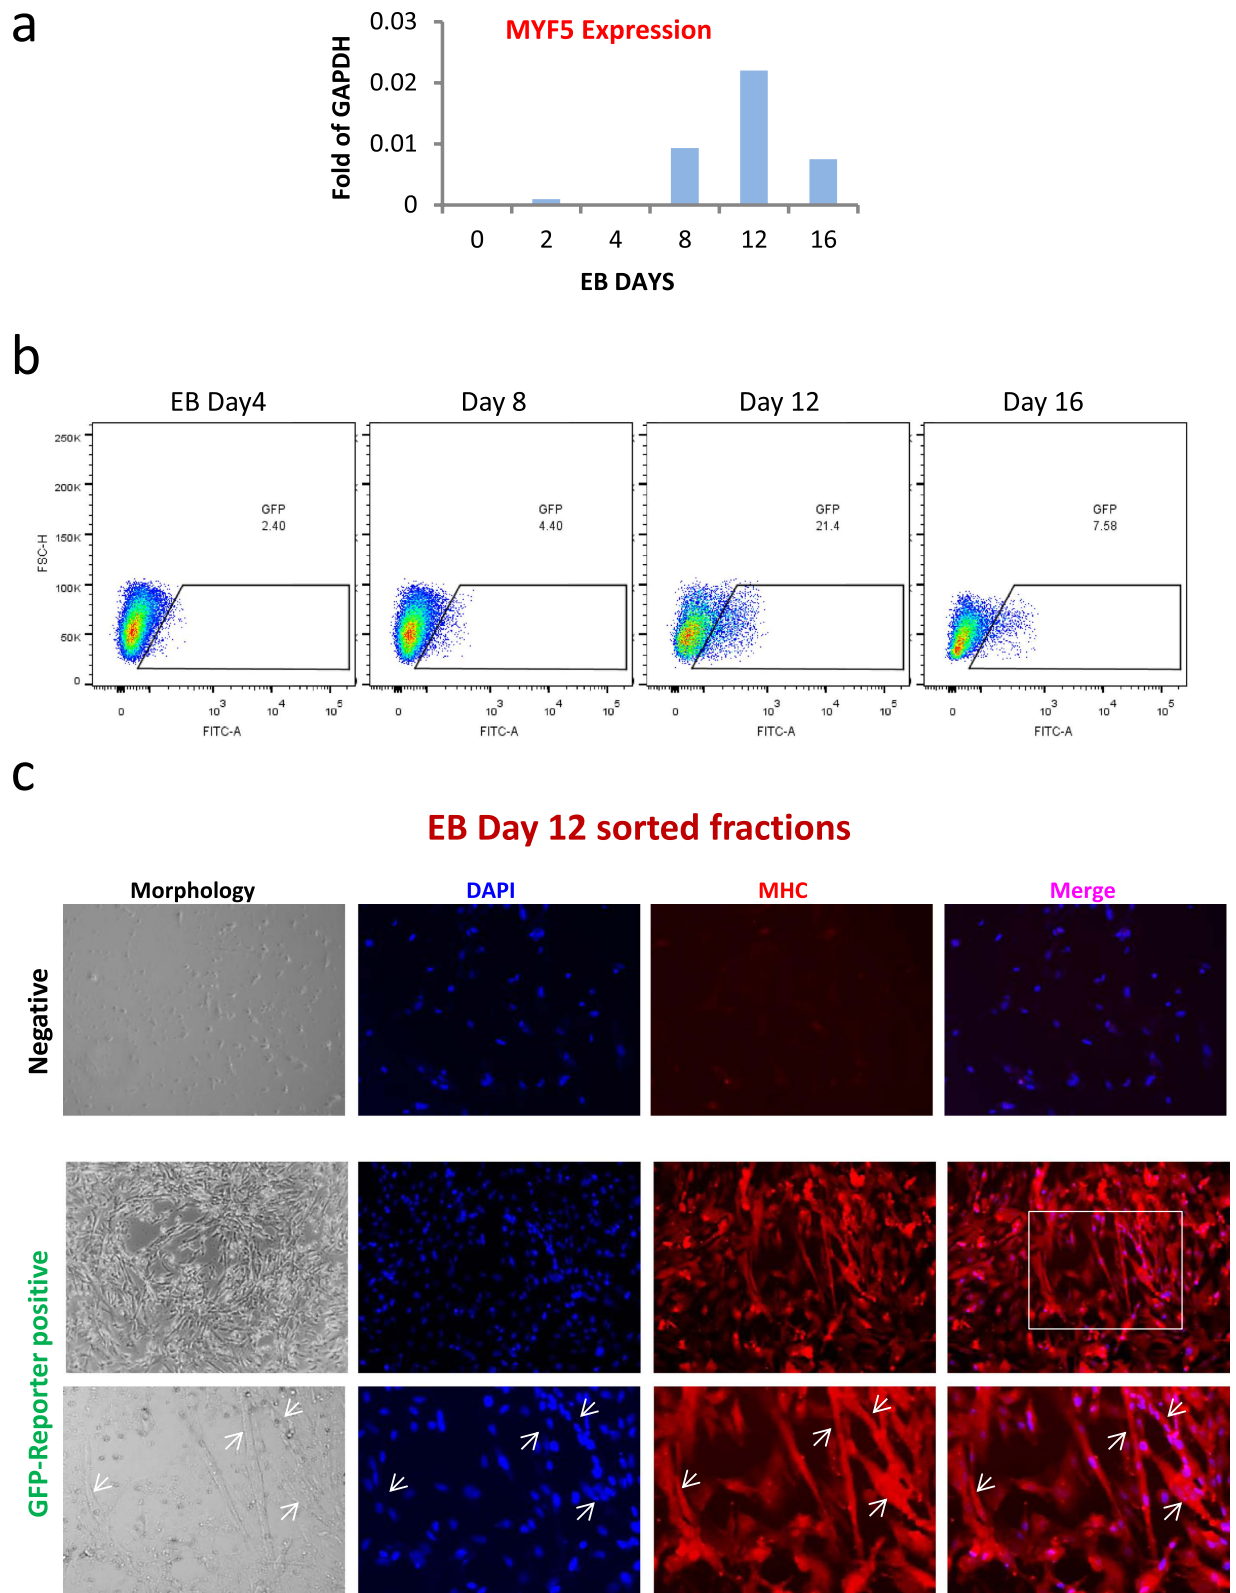 a
MYF5 Expression
Fold of GAPDH
0.03
0.02
0.01
0
0 2 4 8 12 16
EB DAYS
b
EB Day4 Day 8 Day 12 Day 16
FSC-H
250K
200K
150K
100K
50K
0
GFP
2.40
GFP
4.40
GFP
21.4
GFP
7.58
0 10³ 10⁴ 10⁵
0 10³ 10⁴ 10⁵
0 10³ 10⁴ 10⁵
0 10³ 10⁴ 10⁵
FITC-A FITC-A FITC-A FITC-A
c
EB Day 12 sorted fractions
Morphology DAPI MHC Merge
Negative
GFP-Reporter positive